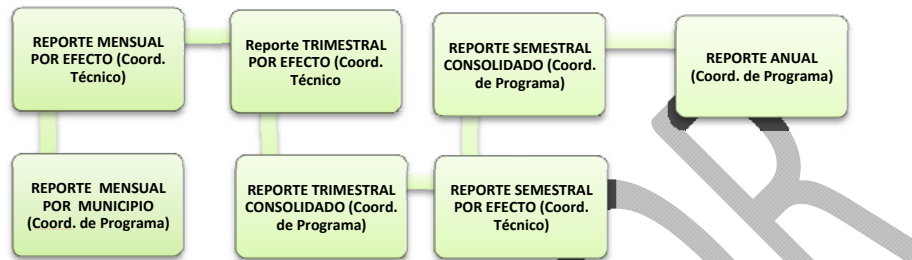 REPORTE MENSUAL
POR EFECTO (Coord.
Técnico)
Reporte TRIMESTRAL
POR EFECTO (Coord.
Técnico
REPORTE SEMESTRAL
CONSOLIDADO (Coord.
de Programa)
REPORTE ANUAL
(Coord. de Programa)
REPORTE MENSUAL
POR MUNICIPIO
(Coord. de Programa)
REPORTE TRIMESTRAL
CONSOLIDADO (Coord.
de Programa)
REPORTE SEMESTRAL
POR EFECTO (Coord.
Técnico)